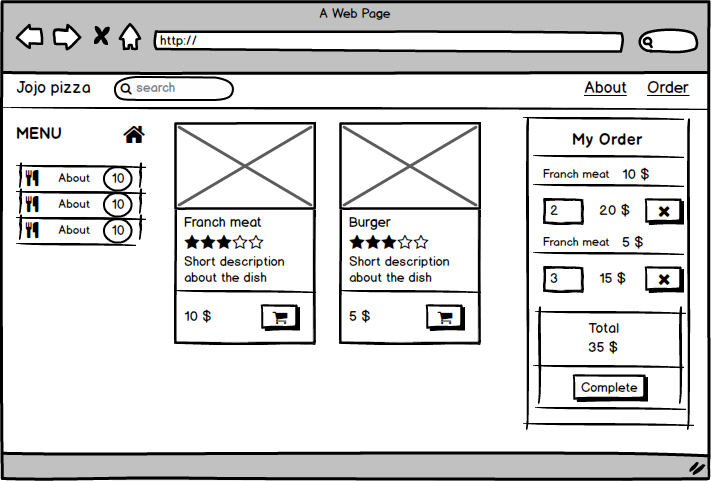 A Web Page
http://
Jojo pizza
search
About
Order
MENU
About 10
About 10
About 10
Franch meat
Short description
about the dish
10 $
Burger
Short description
about the dish
5 $
My Order
Franch meat 10 $
2 20 $
Franch meat 5 $
3 15 $
Total
35 $
Complete